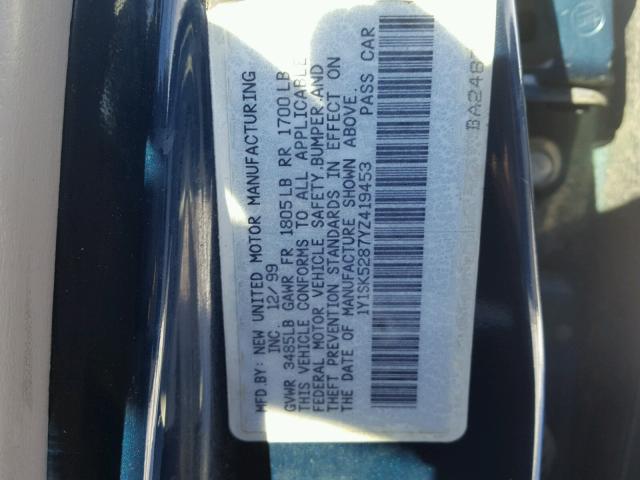 MFD.BY: NEW UNITED MOTOR MANUFACTURING
INC. 12/99
GVWR 3485LB GAWR FR 1805LB RR 1700LB
THIS VEHICLE CONFORMS TO ALL APPLICABLE
FEDERAL MOTOR VEHICLE SAFETY,BUMPER AND
THEFT PREVENTION STANDARDS IN EFFECT ON
THE DATE OF MANUFACTURE SHOWN ABOVE.
1Y1SK5287YZ419453 PASS CAR